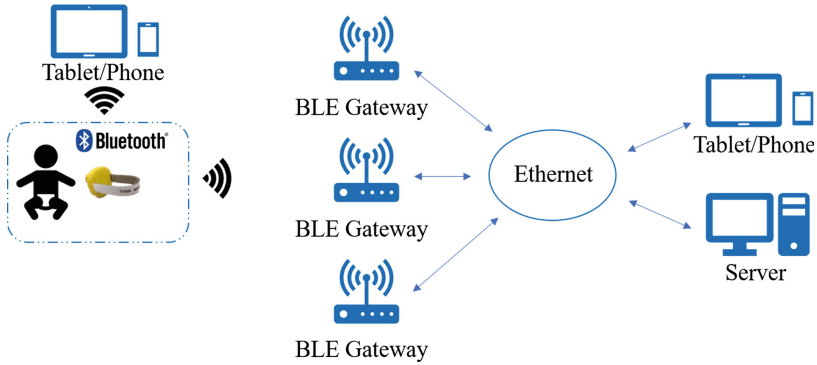 Tablet/Phone
Bluetooth®
BLE Gateway
BLE Gateway
BLE Gateway
Ethernet
Tablet/Phone
Server